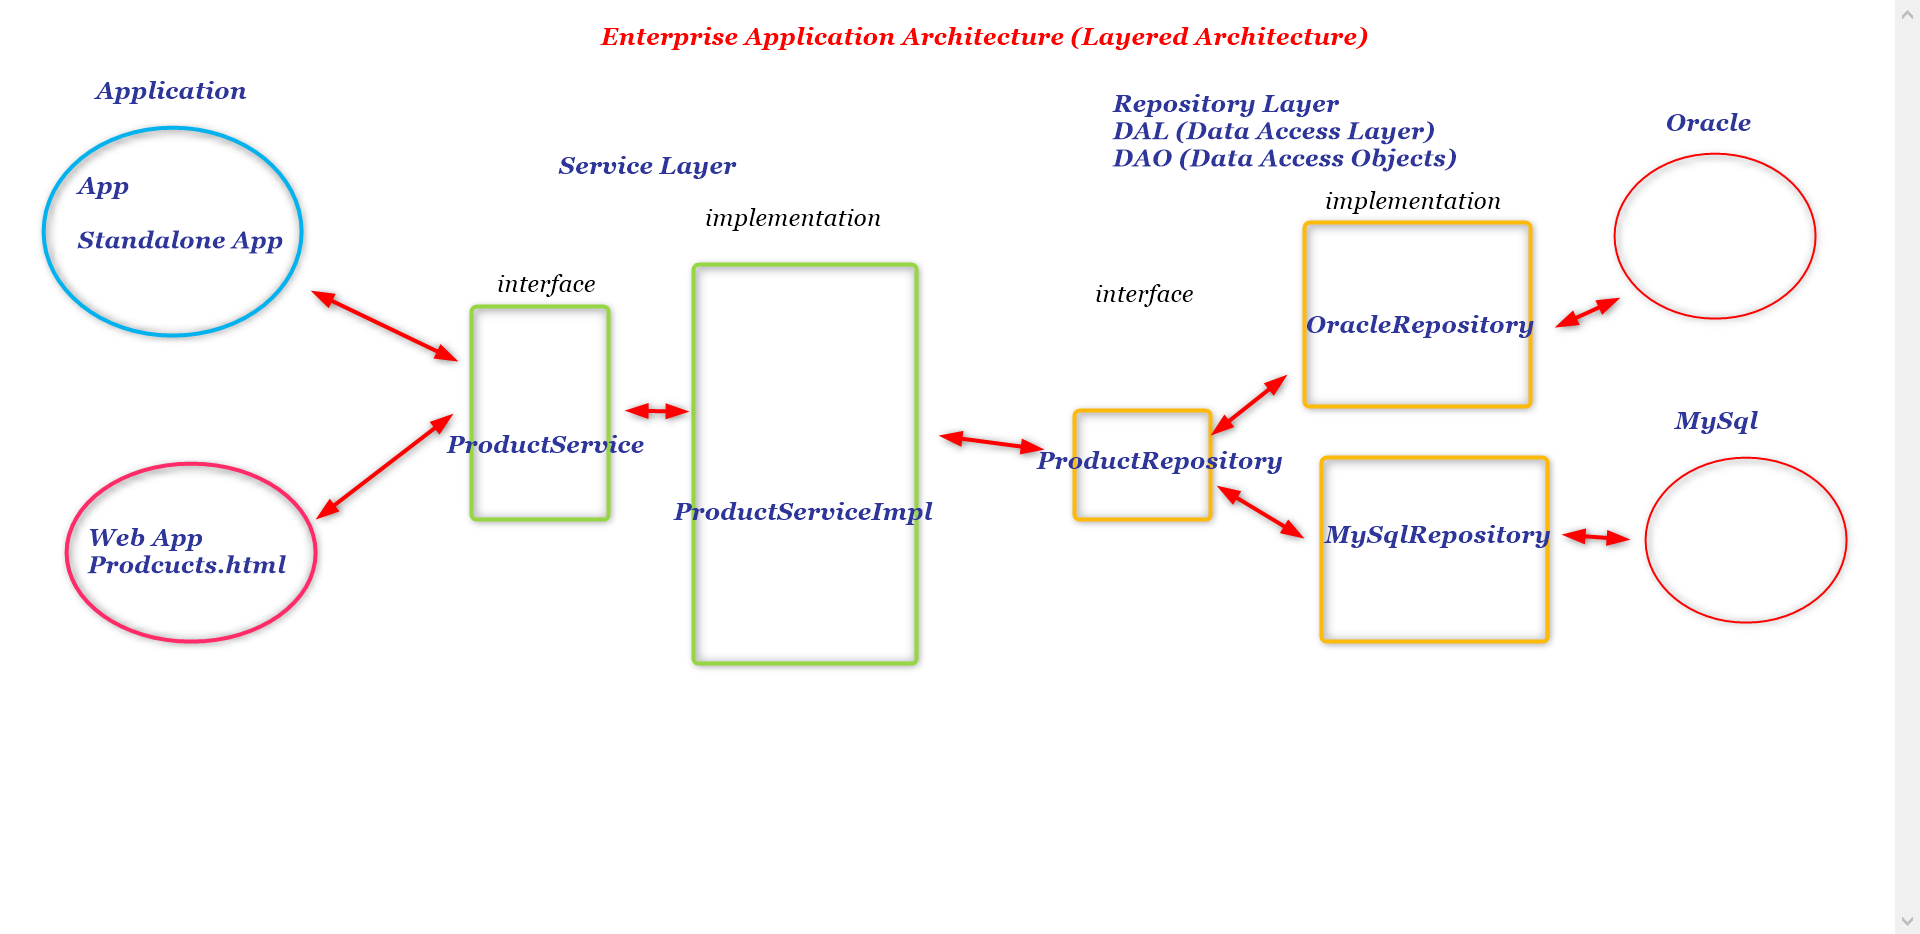 Enterprise Application Architecture (Layered Architecture)
Application
App
Standalone App
Web App
Prodcucts.html
Service Layer
interface
ProductService
implementation
ProductServiceImpl
Repository Layer
DAL (Data Access Layer)
DAO (Data Access Objects)
interface
ProductRepository
implementation
OracleRepository
MySqlRepository
Oracle
MySql